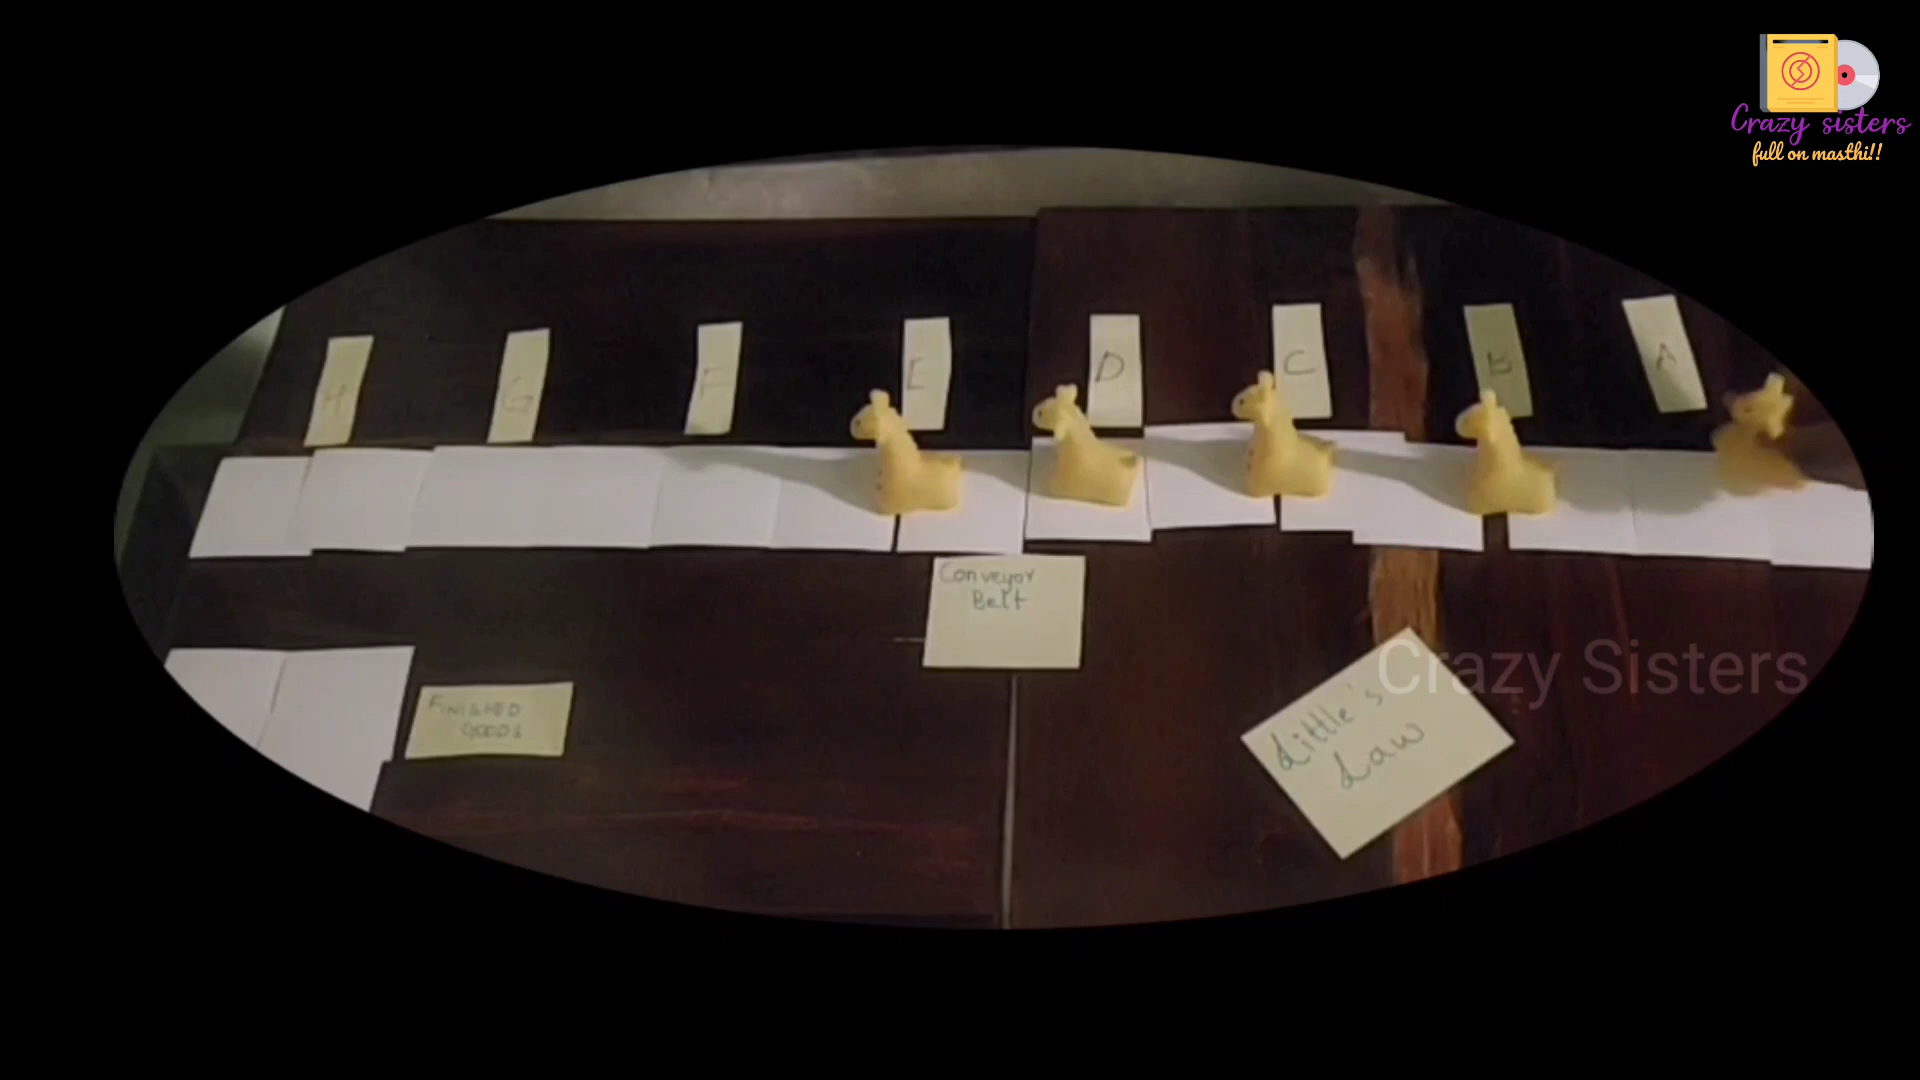 Crazy sisters
full on masthi!!
H
G
F
E
D
C
B
A
Conveyor
Belt
Crazy Sisters
FINISHED
GOODS
Little's
Law